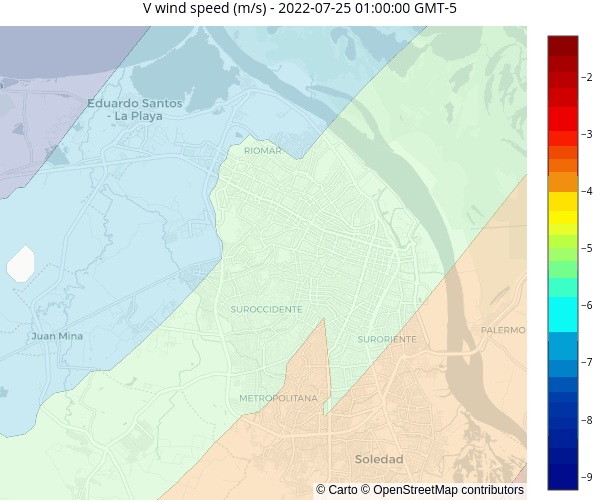 V wind speed (m/s) - 2022-07-25 01:00:00 GMT-5
Eduardo Santos
- La Playa
RIOMAR
SUROCCIDENTE
Juan Mina
SURORIENTE
PALERMO
METROPOLITANA
Soledad
© Carto © OpenStreetMap contributors
−2
−3
−4
−5
−6
−7
−8
−9